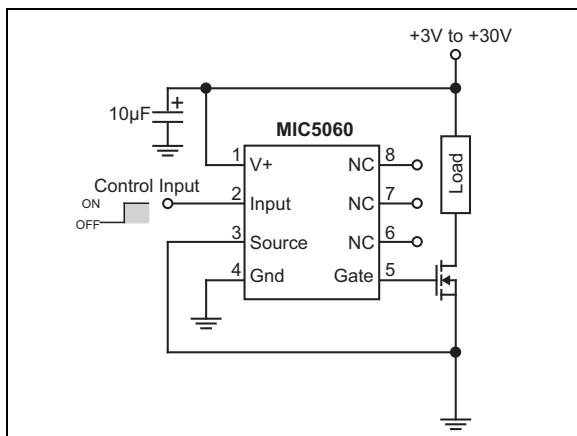 +3V to +30V
10µF
+
MIC5060
1
V+
NC
8
Control Input
ON
OFF
2
Input
NC
7
3
Source
NC
6
4
Gnd
Gate
5
Load